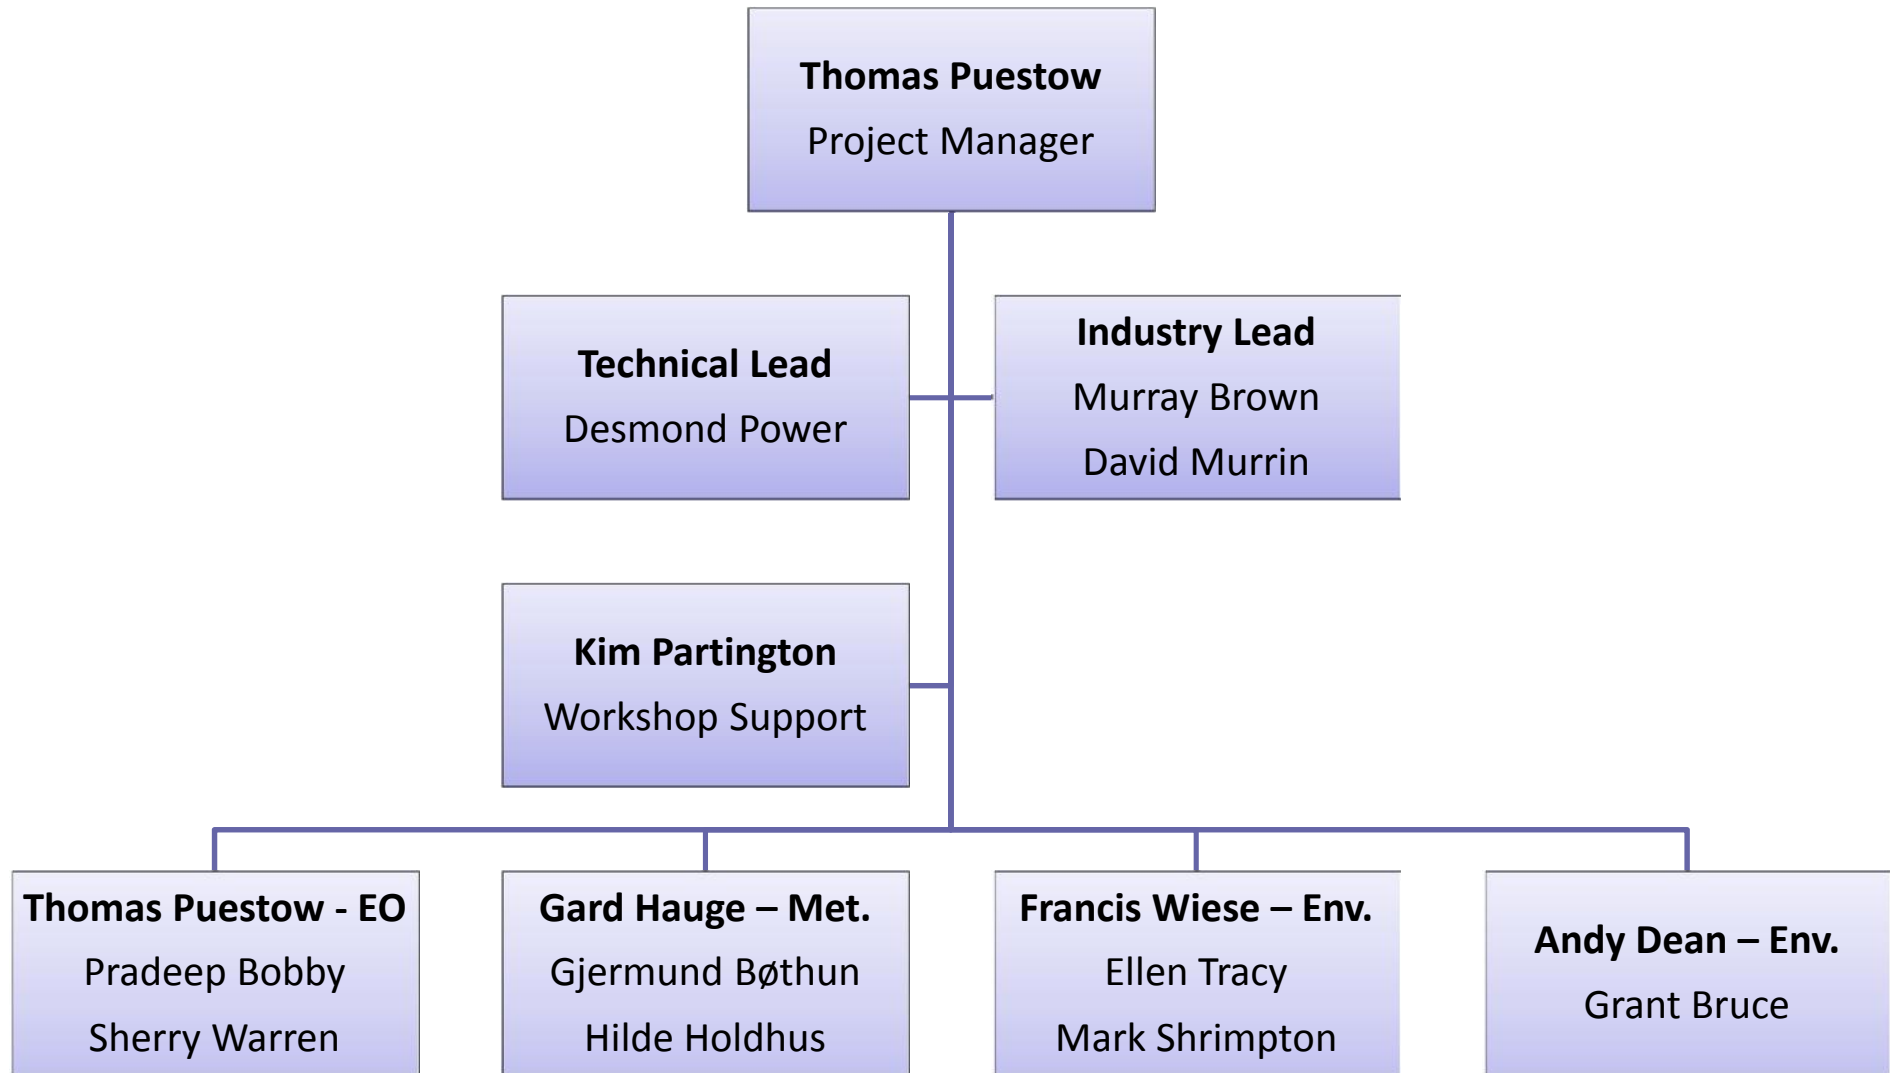 Thomas Puestow
Project Manager
Technical Lead
Desmond Power
Industry Lead
Murray Brown
David Murrin
Kim Partington
Workshop Support
Thomas Puestow - EO
Pradeep Bobby
Sherry Warren
Gard Hauge – Met.
Gjermund Bøthun
Hilde Holdhus
Francis Wiese – Env.
Ellen Tracy
Mark Shrimpton
Andy Dean – Env.
Grant Bruce